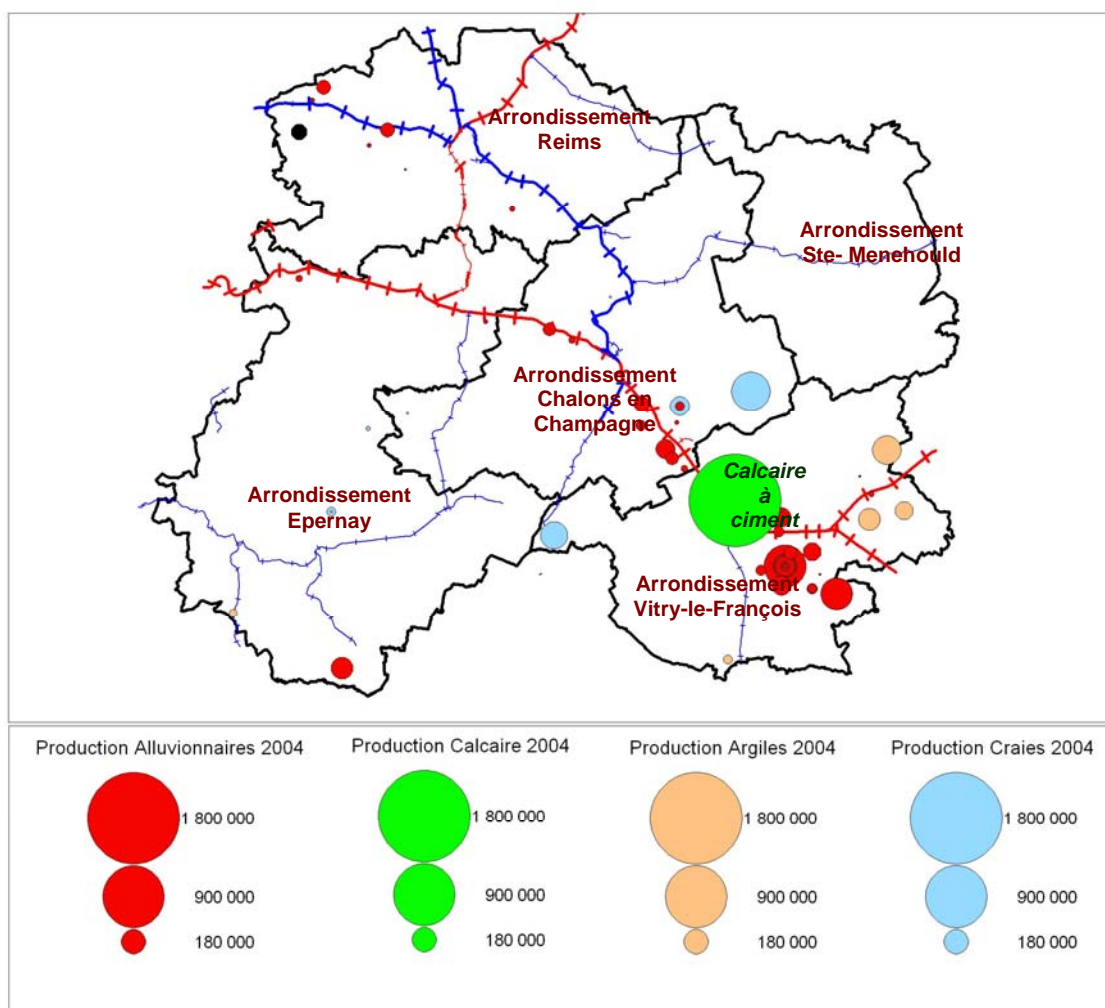 Arrondissement
Reims
Arrondissement
Ste- Menehould
Arrondissement
Chalons en
Champagne
Calcaire
à
ciment
Arrondissement
Epernay
Arrondissement
Vitry-le-François
Production Alluvionnaires 2004
1 800 000
900 000
180 000
Production Calcaire 2004
1 800 000
900 000
180 000
Production Argiles 2004
1 800 000
900 000
180 000
Production Craies 2004
1 800 000
900 000
180 000